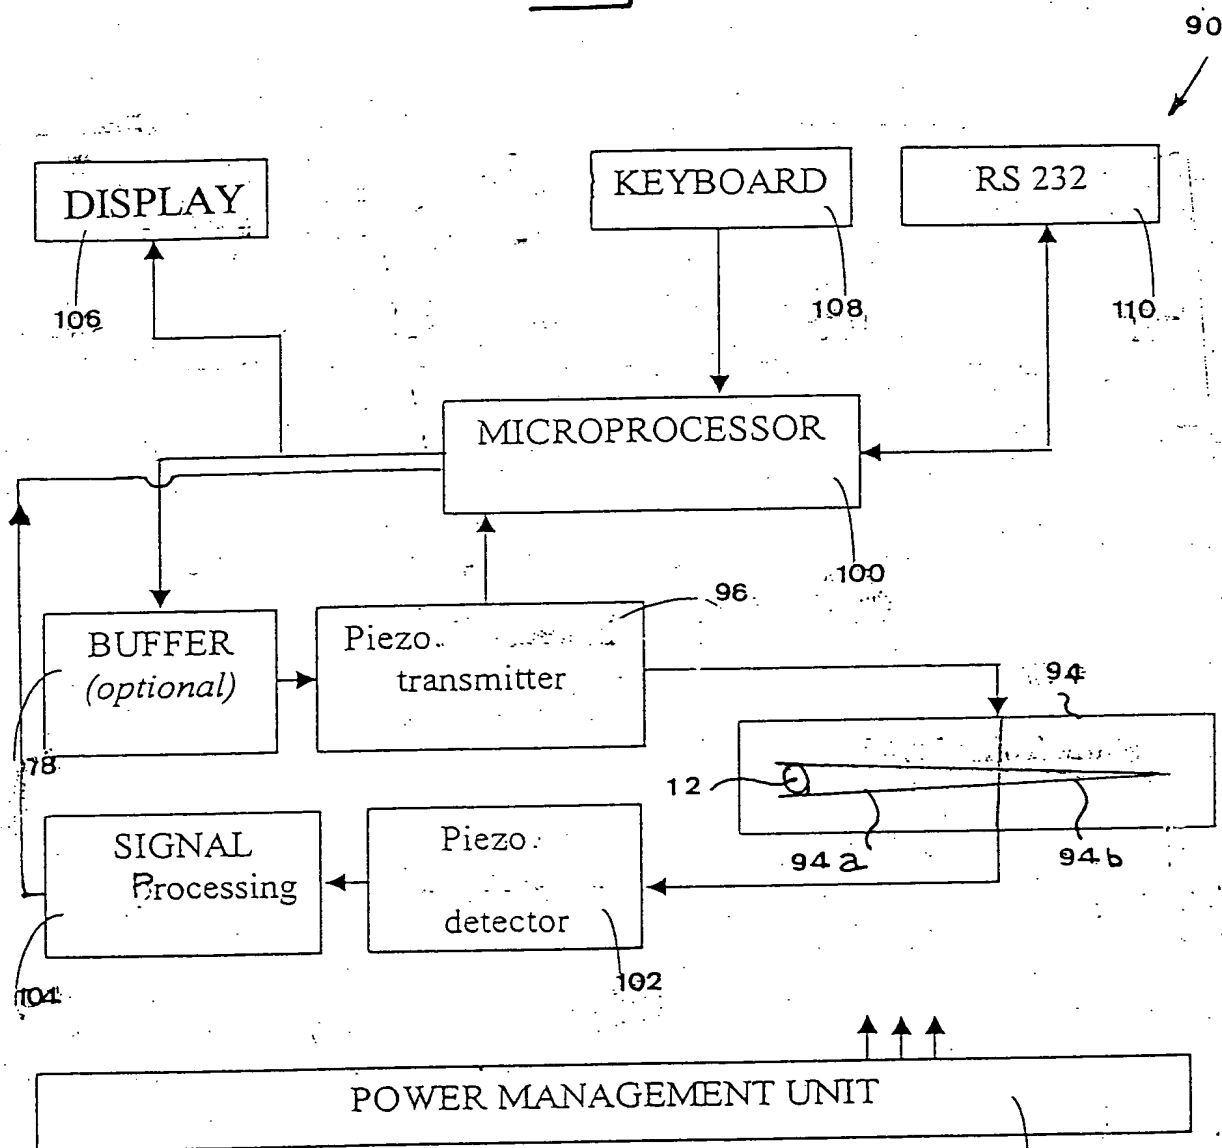 90
DISPLAY
KEYBOARD
RS 232
106
108
110
MICROPROCESSOR
100
96
BUFFER
(optional)
Piezo.
transmitter
94
78
12
94a
94b
SIGNAL
Processing
Piezo.
detector
104
102
POWER MANAGEMENT UNIT